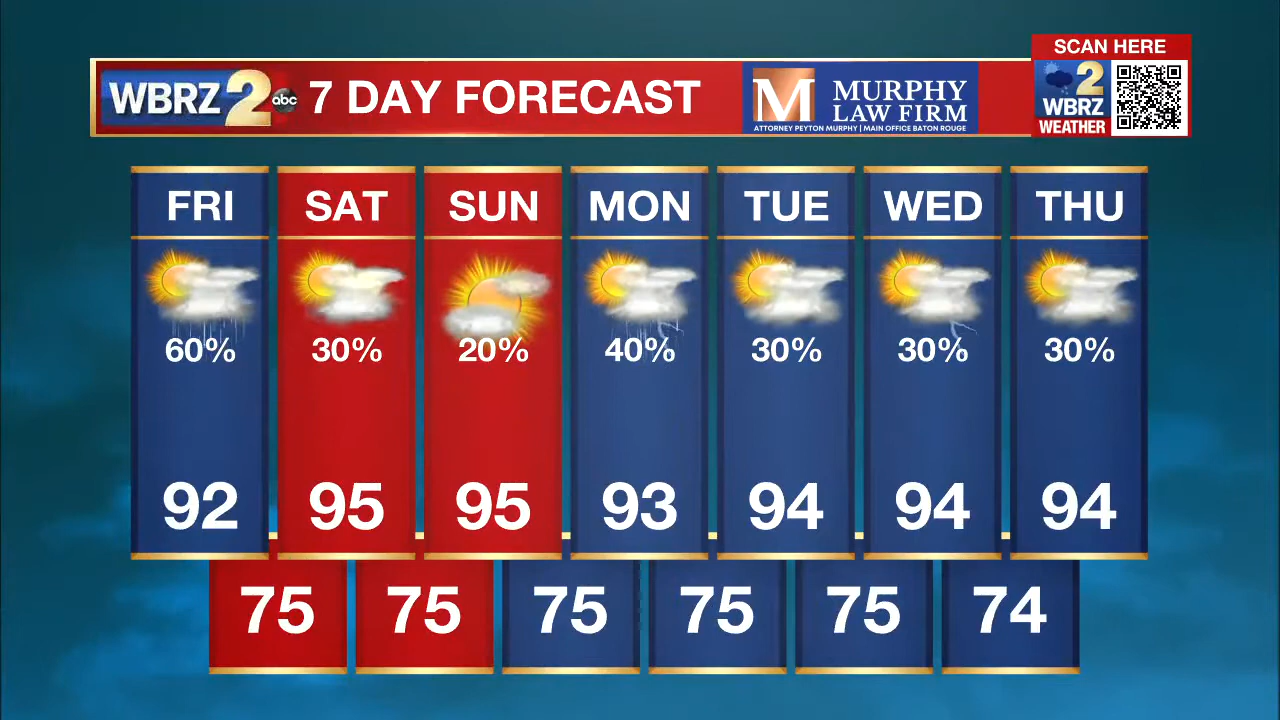 SCAN HERE
WBRZ 2 abc 7 DAY FORECAST
M MURPHY
LAW FIRM
ATTORNEY PEYTON MURPHY | MAIN OFFICE BATON ROUGE
2
WBRZ
WEATHER
FRI SAT SUN MON TUE WED THU
60% 30% 20% 40% 30% 30% 30%
92 95 95 93 94 94 94
75 75 75 75 75 74